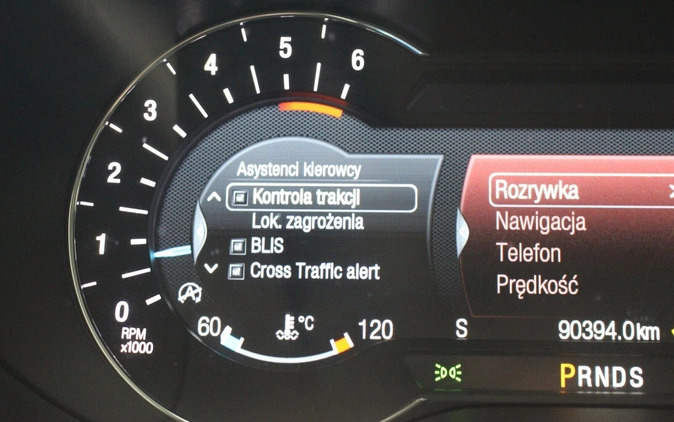 6
5
4
3
2
1
0
RPM
x1000
Asystenci kierowcy
Kontrola trakcji
Lok. zagrożenia
BLIS
Cross Traffic alert
60 °C 120
Rozrywka
Nawigacja
Telefon
Prędkość
S 90394.0km
PRNDS